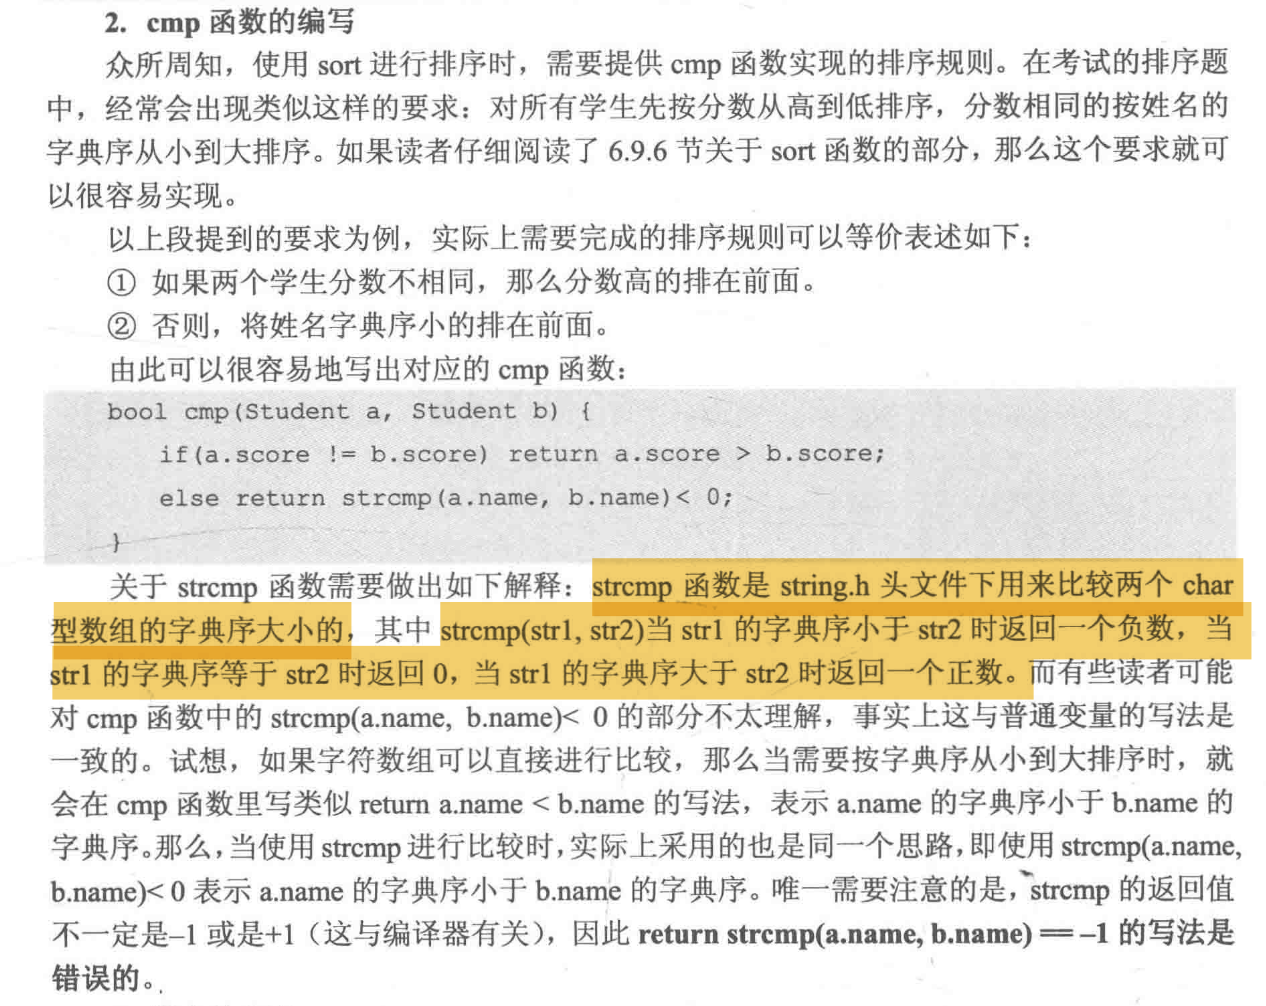 2. cmp 函数的编写
众所周知，使用 sort 进行排序时，需要提供 cmp 函数实现的排序规则。在考试的排序题
中，经常会出现类似这样的要求：对所有学生先按分数从高到低排序，分数相同的按姓名的
字典序从小到大排序。如果读者仔细阅读了 6.9.6 节关于 sort 函数的部分，那么这个要求就可
以很容易实现。
以上段提到的要求为例，实际上需要完成的排序规则可以等价表述如下：
① 如果两个学生分数不相同，那么分数高的排在前面。
② 否则，将姓名字典序小的排在前面。
由此可以很容易地写出对应的 cmp 函数：
bool cmp(Student a, Student b) {
if(a.score != b.score) return a.score > b.score;
else return strcmp(a.name, b.name)< 0;
}
关于 strcmp 函数需要做出如下解释：strcmp 函数是 string.h 头文件下用来比较两个 char
型数组的字典序大小的，其中 strcmp(str1, str2)当 str1 的字典序小于 str2 时返回一个负数，当
str1 的字典序等于 str2 时返回 0，当 str1 的字典序大于 str2 时返回一个正数。而有些读者可能
对 cmp 函数中的 strcmp(a.name, b.name)< 0 的部分不太理解，事实上这与普通变量的写法是
一致的。试想，如果字符数组可以直接进行比较，那么当需要按字典序从小到大排序时，就
会在 cmp 函数里写类似 return a.name < b.name 的写法，表示 a.name 的字典序小于 b.name 的
字典序。那么，当使用 strcmp 进行比较时，实际上采用的也是同一个思路，即使用 strcmp(a.name,
b.name)< 0 表示 a.name 的字典序小于 b.name 的字典序。唯一需要注意的是，strcmp 的返回值
不一定是–1 或是+1（这与编译器有关），因此 return strcmp(a.name, b.name) == –1 的写法是
错误的。